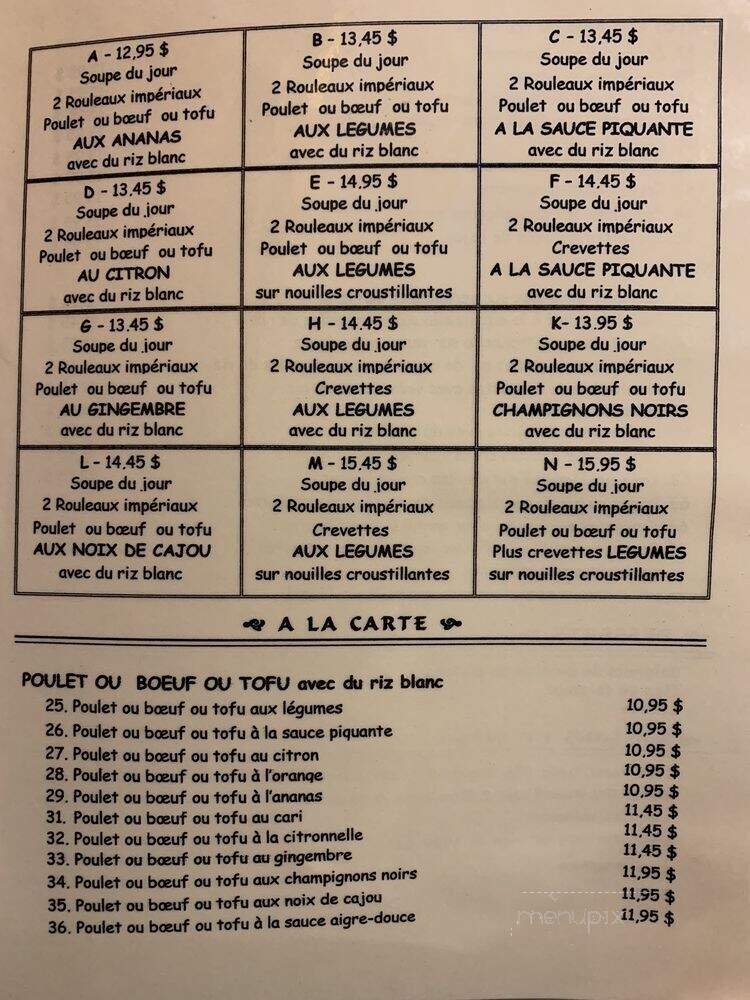 A - 12,95 $
Soupe du jour
2 Rouleaux impériaux
Poulet ou bœuf ou tofu
AUX ANANAS
avec du riz blanc
B - 13,45 $
Soupe du jour
2 Rouleaux impériaux
Poulet ou bœuf ou tofu
AUX LEGUMES
avec du riz blanc
C - 13,45 $
Soupe du jour
2 Rouleaux impériaux
Poulet ou bœuf ou tofu
A LA SAUCE PIQUANTE
avec du riz blanc
D - 13,45 $
Soupe du jour
2 Rouleaux impériaux
Poulet ou bœuf ou tofu
AU CITRON
avec du riz blanc
E - 14.95 $
Soupe du jour
2 Rouleaux impériaux
Poulet ou bœuf ou tofu
AUX LEGUMES
sur nouilles croustillantes
F - 14.45 $
Soupe du jour
2 Rouleaux impériaux
Crevettes
A LA SAUCE PIQUANTE
avec du riz blanc
G - 13.45 $
Soupe du jour
2 Rouleaux impériaux
Poulet ou bœuf ou tofu
AU GINGEMBRE
avec du riz blanc
H - 14.45 $
Soupe du jour
2 Rouleaux impériaux
Crevettes
AUX LEGUMES
avec du riz blanc
K- 13.95 $
Soupe du jour
2 Rouleaux impériaux
Poulet ou bœuf ou tofu
CHAMPIGNONS NOIRS
avec du riz blanc
L - 14.45 $
Soupe du jour
2 Rouleaux impériaux
Poulet ou bœuf ou tofu
AUX NOIX DE CAJOU
avec du riz blanc
M - 15.45 $
Soupe du jour
2 Rouleaux impériaux
Crevettes
AUX LEGUMES
sur nouilles croustillantes
N - 15.95 $
Soupe du jour
2 Rouleaux impériaux
Poulet ou bœuf ou tofu
Plus crevettes LEGUMES
sur nouilles croustillantes
A LA CARTE
POULET OU BOEUF OU TOFU avec du riz blanc
25. Poulet ou bœuf ou tofu aux légumes 10,95 $
26. Poulet ou bœuf ou tofu à la sauce piquante 10,95 $
27. Poulet ou bœuf ou tofu au citron 10,95 $
28. Poulet ou bœuf ou tofu à l'orange 10,95 $
29. Poulet ou bœuf ou tofu à l'ananas 10,95 $
31. Poulet ou bœuf ou tofu au cari 11,45 $
32. Poulet ou bœuf ou tofu à la citronnelle 11,45 $
33. Poulet ou bœuf ou tofu au gingembre 11,45 $
34. Poulet ou bœuf ou tofu aux champignons noirs 11,95 $
35. Poulet ou bœuf ou tofu aux noix de cajou 11,95 $
36. Poulet ou bœuf ou tofu à la sauce aigre-douce 11,95 $
menupix